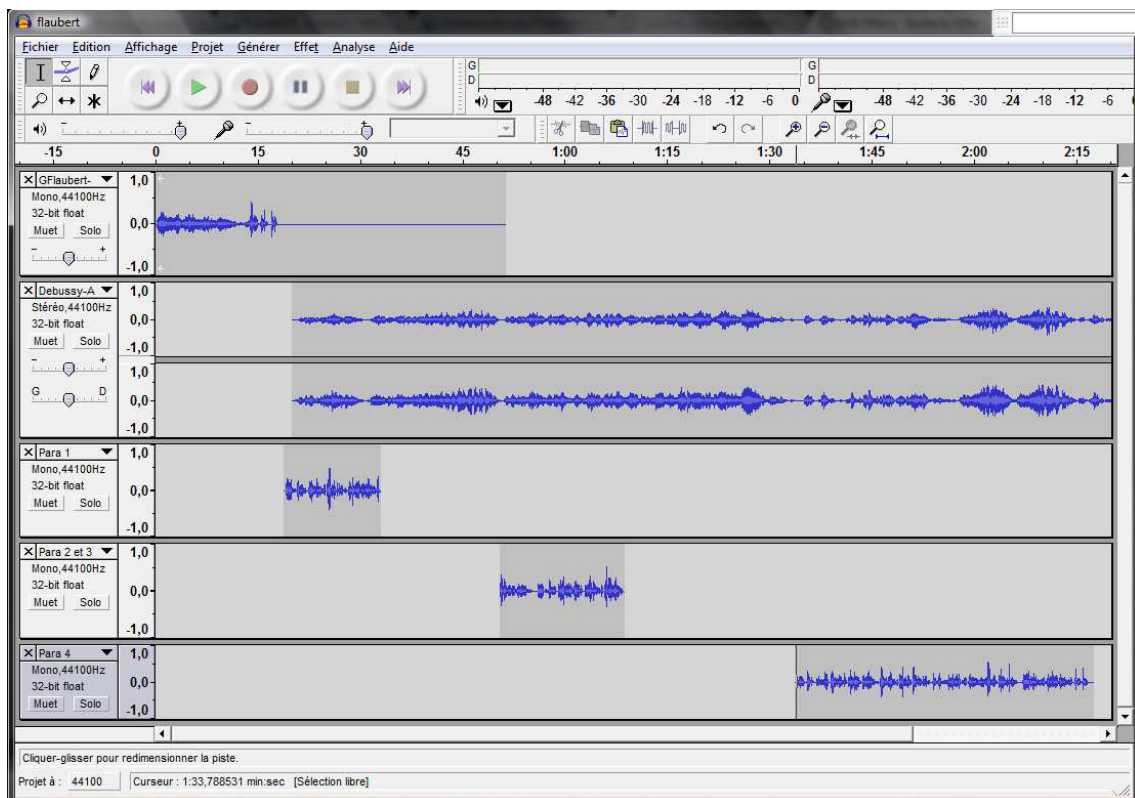 flaubert
Fichier Edition Affichage Projet Générer Effet Analyse Aide
G
D
-48 -42 -36 -30 -24 -18 -12 -6 0
G
D
-48 -42 -36 -30 -24 -18 -12 -6
-15 0 15 30 45 1:00 1:15 1:30 1:45 2:00 2:15
GFlaubert-
Mono,44100Hz
32-bit float
Muet Solo
- +
1,0
0,0
-1,0
Debussy-A
Stéréo,44100Hz
32-bit float
Muet Solo
- +
G D
1,0
0,0
-1,0
1,0
0,0
-1,0
Para 1
Mono,44100Hz
32-bit float
Muet Solo
1,0
0,0
-1,0
Para 2 et 3
Mono,44100Hz
32-bit float
Muet Solo
1,0
0,0
-1,0
Para 4
Mono,44100Hz
32-bit float
Muet Solo
1,0
0,0
-1,0
Cliquer-glisser pour redimensionner la piste.
Projet à : 44100 Curseur : 1:33,788531 min:sec [Sélection libre]